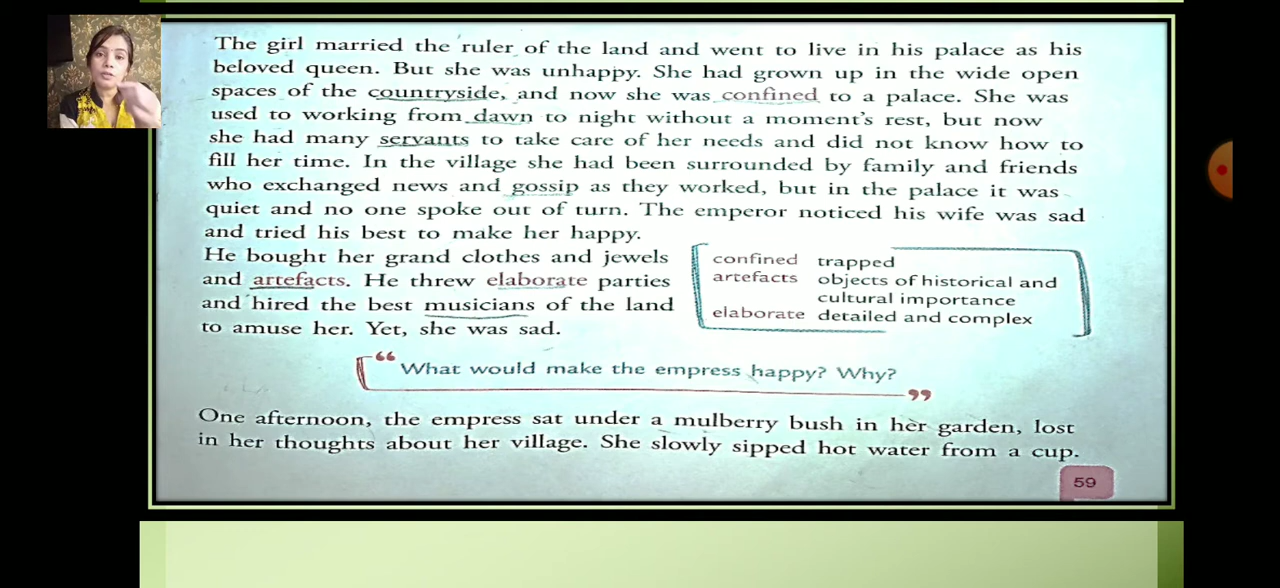 The girl married the ruler of the land and went to live in his palace as his
beloved queen. But she was unhappy. She had grown up in the wide open
spaces of the countryside, and now she was confined to a palace. She was
used to working from dawn to night without a moment's rest, but now
she had many servants to take care of her needs and did not know how to
fill her time. In the village she had been surrounded by family and friends
who exchanged news and gossip as they worked, but in the palace it was
quiet and no one spoke out of turn. The emperor noticed his wife was sad
and tried his best to make her happy.
He bought her grand clothes and jewels
and artefacts. He threw elaborate parties
and hired the best musicians of the land
to amuse her. Yet, she was sad.
confined trapped
artefacts objects of historical and
cultural importance
elaborate detailed and complex
“What would make the empress happy? Why?”
One afternoon, the empress sat under a mulberry bush in her garden, lost
in her thoughts about her village. She slowly sipped hot water from a cup.
59